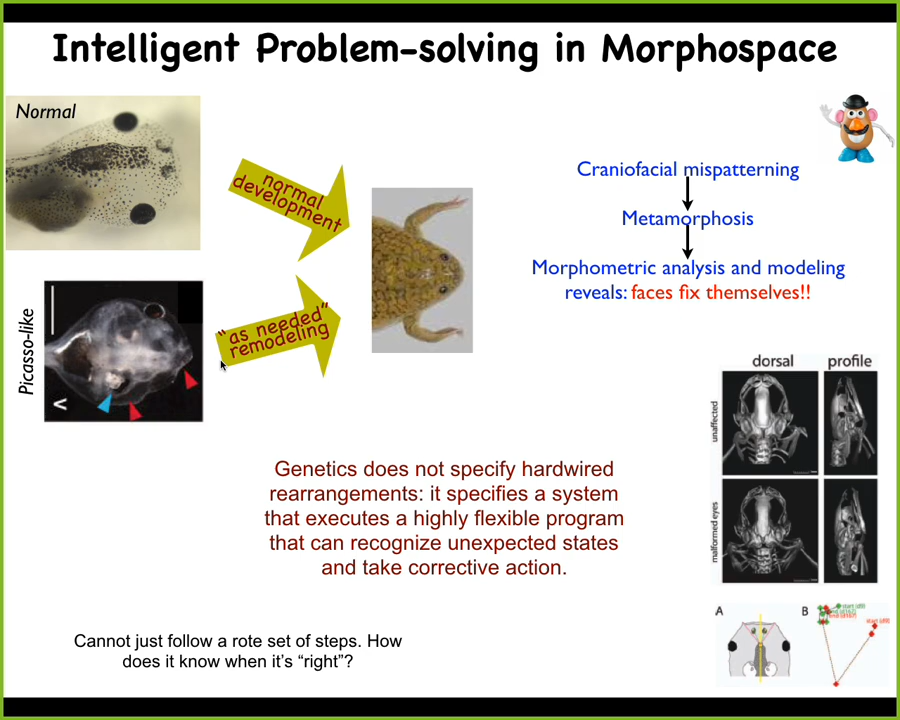 Intelligent Problem-solving in Morphospace
Normal
normal
development
Craniofacial mispatterning
Metamorphosis
Morphometric analysis and modeling
reveals: faces fix themselves!!
Picasso-like
"as needed"
remodeling
<
dorsal
profile
unaffected
malformed eyes
Genetics does not specify hardwired
rearrangements: it specifies a system
that executes a highly flexible program
that can recognize unexpected states
and take corrective action.
Cannot just follow a rote set of steps. How
does it know when it's "right"?
A
B